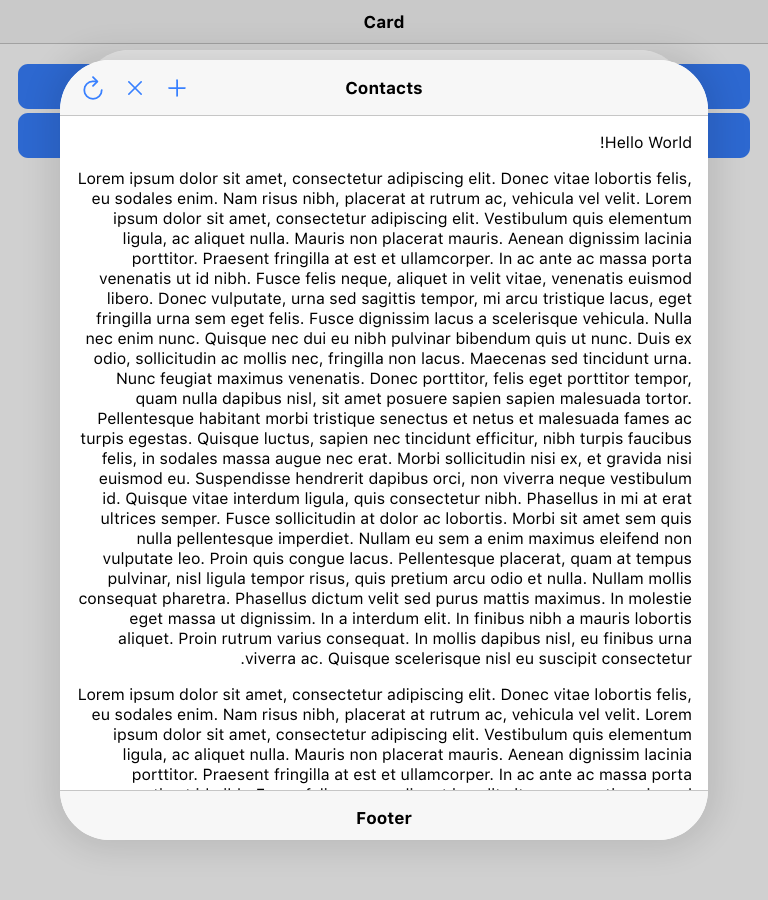 Card
Contacts
!Hello World
Lorem ipsum dolor sit amet, consectetur adipiscing elit. Donec vitae lobortis felis,
eu sodales enim. Nam risus nibh, placerat at rutrum ac, vehicula vel velit. Lorem
ipsum dolor sit amet, consectetur adipiscing elit. Vestibulum quis elementum
ligula, ac aliquet nulla. Mauris non placerat mauris. Aenean dignissim lacinia
porttitor. Praesent fringilla at est et ullamcorper. In ac ante ac massa porta
venenatis ut id nibh. Fusce felis neque, aliquet in velit vitae, venenatis euismod
libero. Donec vulputate, urna sed sagittis tempor, mi arcu tristique lacus, eget
fringilla urna sem eget felis. Fusce dignissim lacus a scelerisque vehicula. Nulla
nec enim nunc. Quisque nec dui eu nibh pulvinar bibendum quis ut nunc. Duis ex
odio, sollicitudin ac mollis nec, fringilla non lacus. Maecenas sed tincidunt urna.
Nunc feugiat maximus venenatis. Donec porttitor, felis eget porttitor tempor,
quam nulla dapibus nisl, sit amet posuere sapien sapien malesuada tortor.
Pellentesque habitant morbi tristique senectus et netus et malesuada fames ac
turpis egestas. Quisque luctus, sapien nec tincidunt efficitur, nibh turpis faucibus
felis, in sodales massa augue nec erat. Morbi sollicitudin nisi ex, et gravida nisi
euismod eu. Suspendisse hendrerit dapibus orci, non viverra neque vestibulum
id. Quisque vitae interdum ligula, quis consectetur nibh. Phasellus in mi at erat
ultrices semper. Fusce sollicitudin at dolor ac lobortis. Morbi sit amet sem quis
nulla pellentesque imperdiet. Nullam eu sem a enim maximus eleifend non
vulputate leo. Proin quis congue lacus. Pellentesque placerat, quam at tempus
pulvinar, nisl ligula tempor risus, quis pretium arcu odio et nulla. Nullam mollis
consequat pharetra. Phasellus dictum velit sed purus mattis maximus. In molestie
eget massa ut dignissim. In a interdum elit. In finibus nibh a mauris lobortis
aliquet. Proin rutrum varius consequat. In mollis dapibus nisl, eu finibus urna
.viverra ac. Quisque scelerisque nisl eu suscipit consectetur
Lorem ipsum dolor sit amet, consectetur adipiscing elit. Donec vitae lobortis felis,
eu sodales enim. Nam risus nibh, placerat at rutrum ac, vehicula vel velit. Lorem
ipsum dolor sit amet, consectetur adipiscing elit. Vestibulum quis elementum
ligula, ac aliquet nulla. Mauris non placerat mauris. Aenean dignissim lacinia
porttitor. Praesent fringilla at est et ullamcorper. In ac ante ac massa porta
Footer